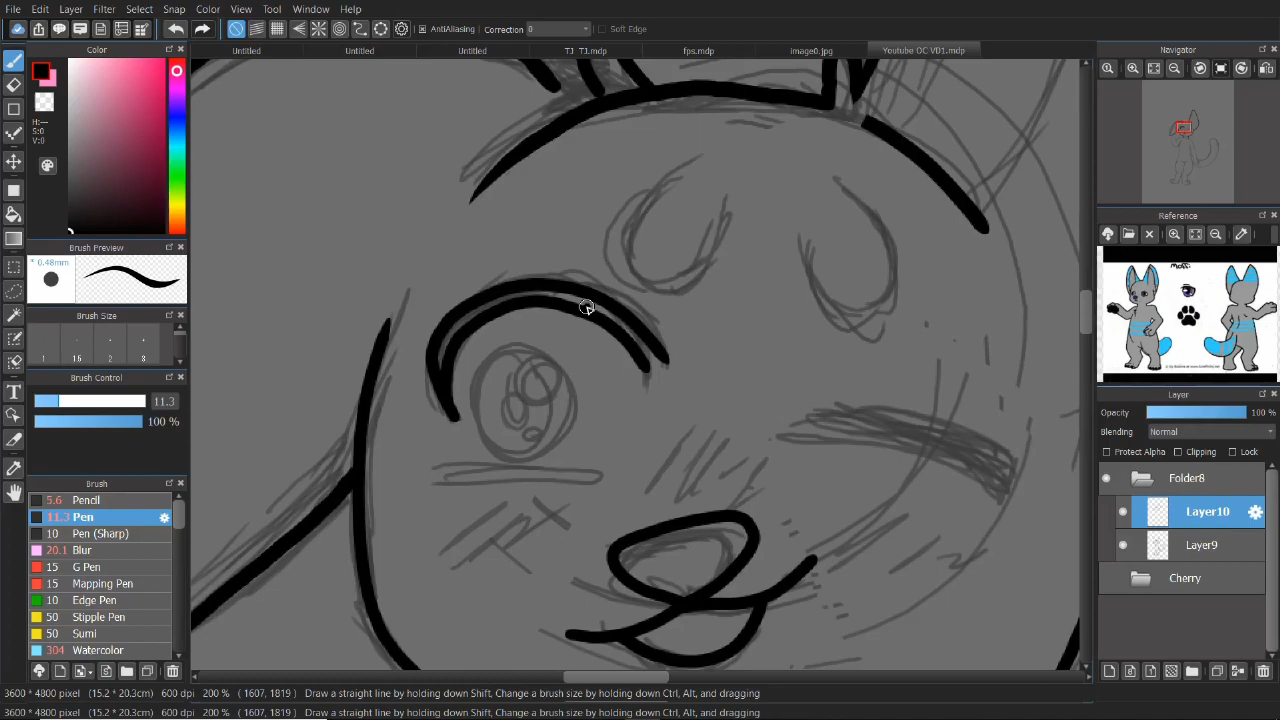 File Edit Layer Filter Select Snap Color View Tool Window Help
AntiAliasing Correction 0 Soft Edge
Untitled Untitled Untitled TJ_TJ.mdp fps.mdp image0.jpg Youtube OC VD1.mdp
Color
H:---
S:0
V:0
Brush Preview
* 0.48mm
Brush Size
1 1.5 2 3
Brush Control
11.3
100 %
Brush
5.6 Pencil
11.3 Pen
10 Pen (Sharp)
20.1 Blur
15 G Pen
15 Mapping Pen
10 Edge Pen
50 Stipple Pen
50 Sumi
304 Watercolor
Navigator
Reference
Layer
Opacity 100 %
Blending Normal
Protect Alpha Clipping Lock
Folder8
Layer10
Layer9
Cherry
3600 * 4800 pixel (15.2 * 20.3cm) 600 dpi 200 % ( 1607, 1819 ) Draw a straight line by holding down Shift, Change a brush size by holding down Ctrl, Alt, and dragging
3600 * 4800 pixel (15.2 * 20.3cm) 600 dpi 200 % ( 1607, 1819 ) Draw a straight line by holding down Shift, Change a brush size by holding down Ctrl, Alt, and dragging